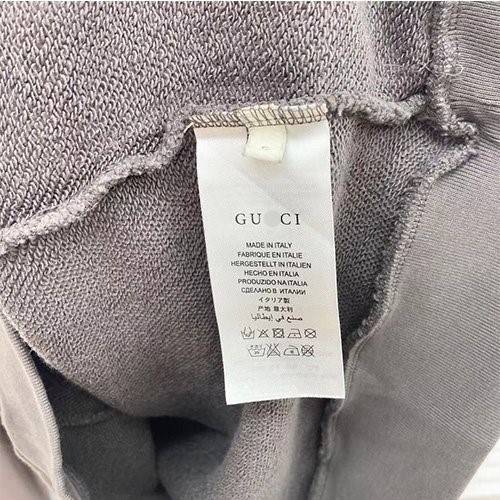 GUCCI
MADE IN ITALY
FABRIQUE EN ITALIE
HERGESTELLT IN ITALIEN
HECHO EN ITALIA
PRODUZIDO NA ITALIA
СДЕЛАНО В ИТАЛИИ
イタリア製
产地 意大利
صنع في إيطاليا